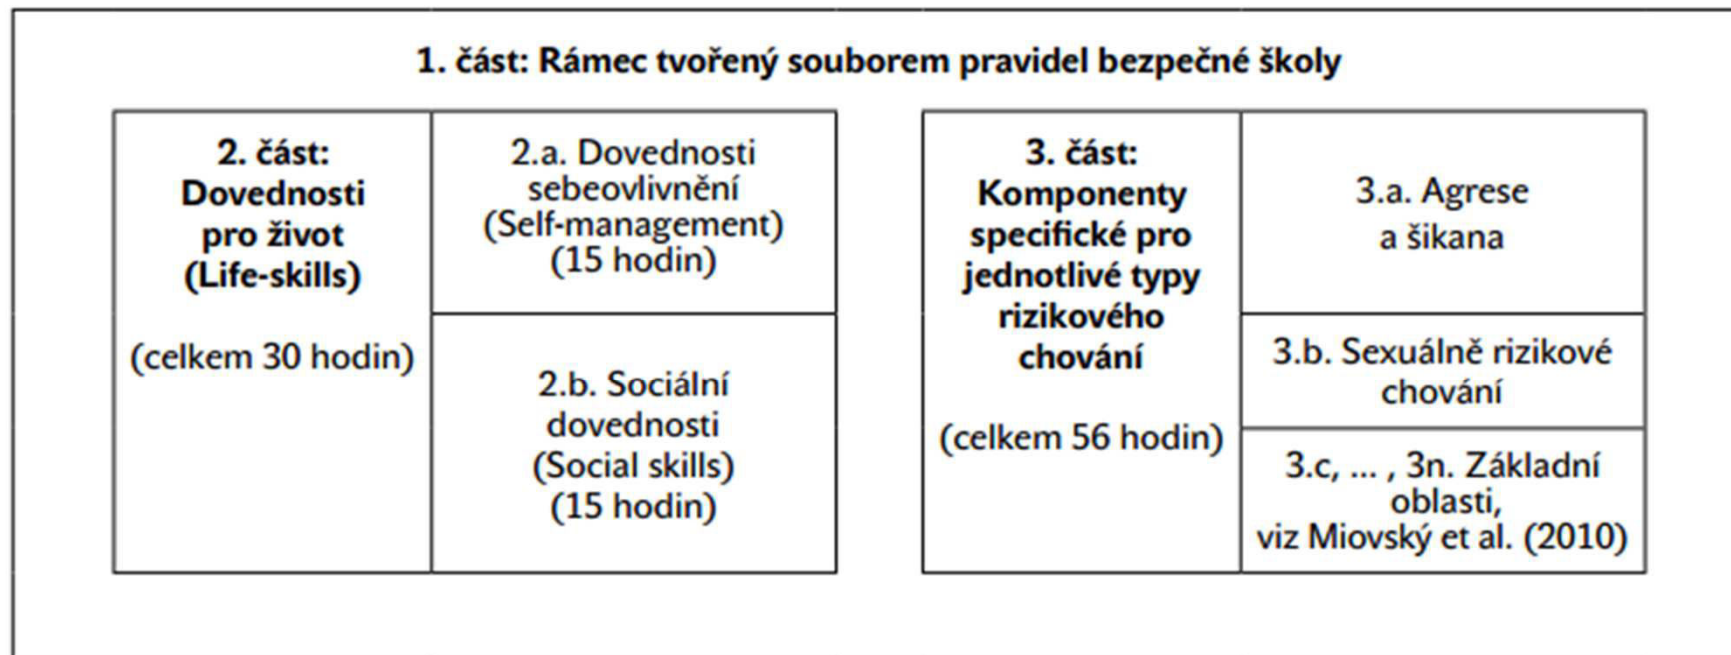 1. část: Rámec tvořený souborem pravidel bezpečné školy
2. část:
Dovednosti
pro život
(Life-skills)
(celkem 30 hodin)
2.a. Dovednosti
sebeovlivnění
(Self-management)
(15 hodin)
2.b. Sociální
dovednosti
(Social skills)
(15 hodin)
3. část:
Komponenty
specifické pro
jednotlivé typy
rizikového
chování
(celkem 56 hodin)
3.a. Agrese
a šikana
3.b. Sexuálně rizikové
chování
3.c, ... , 3n. Základní
oblasti,
viz Miovský et al. (2010)